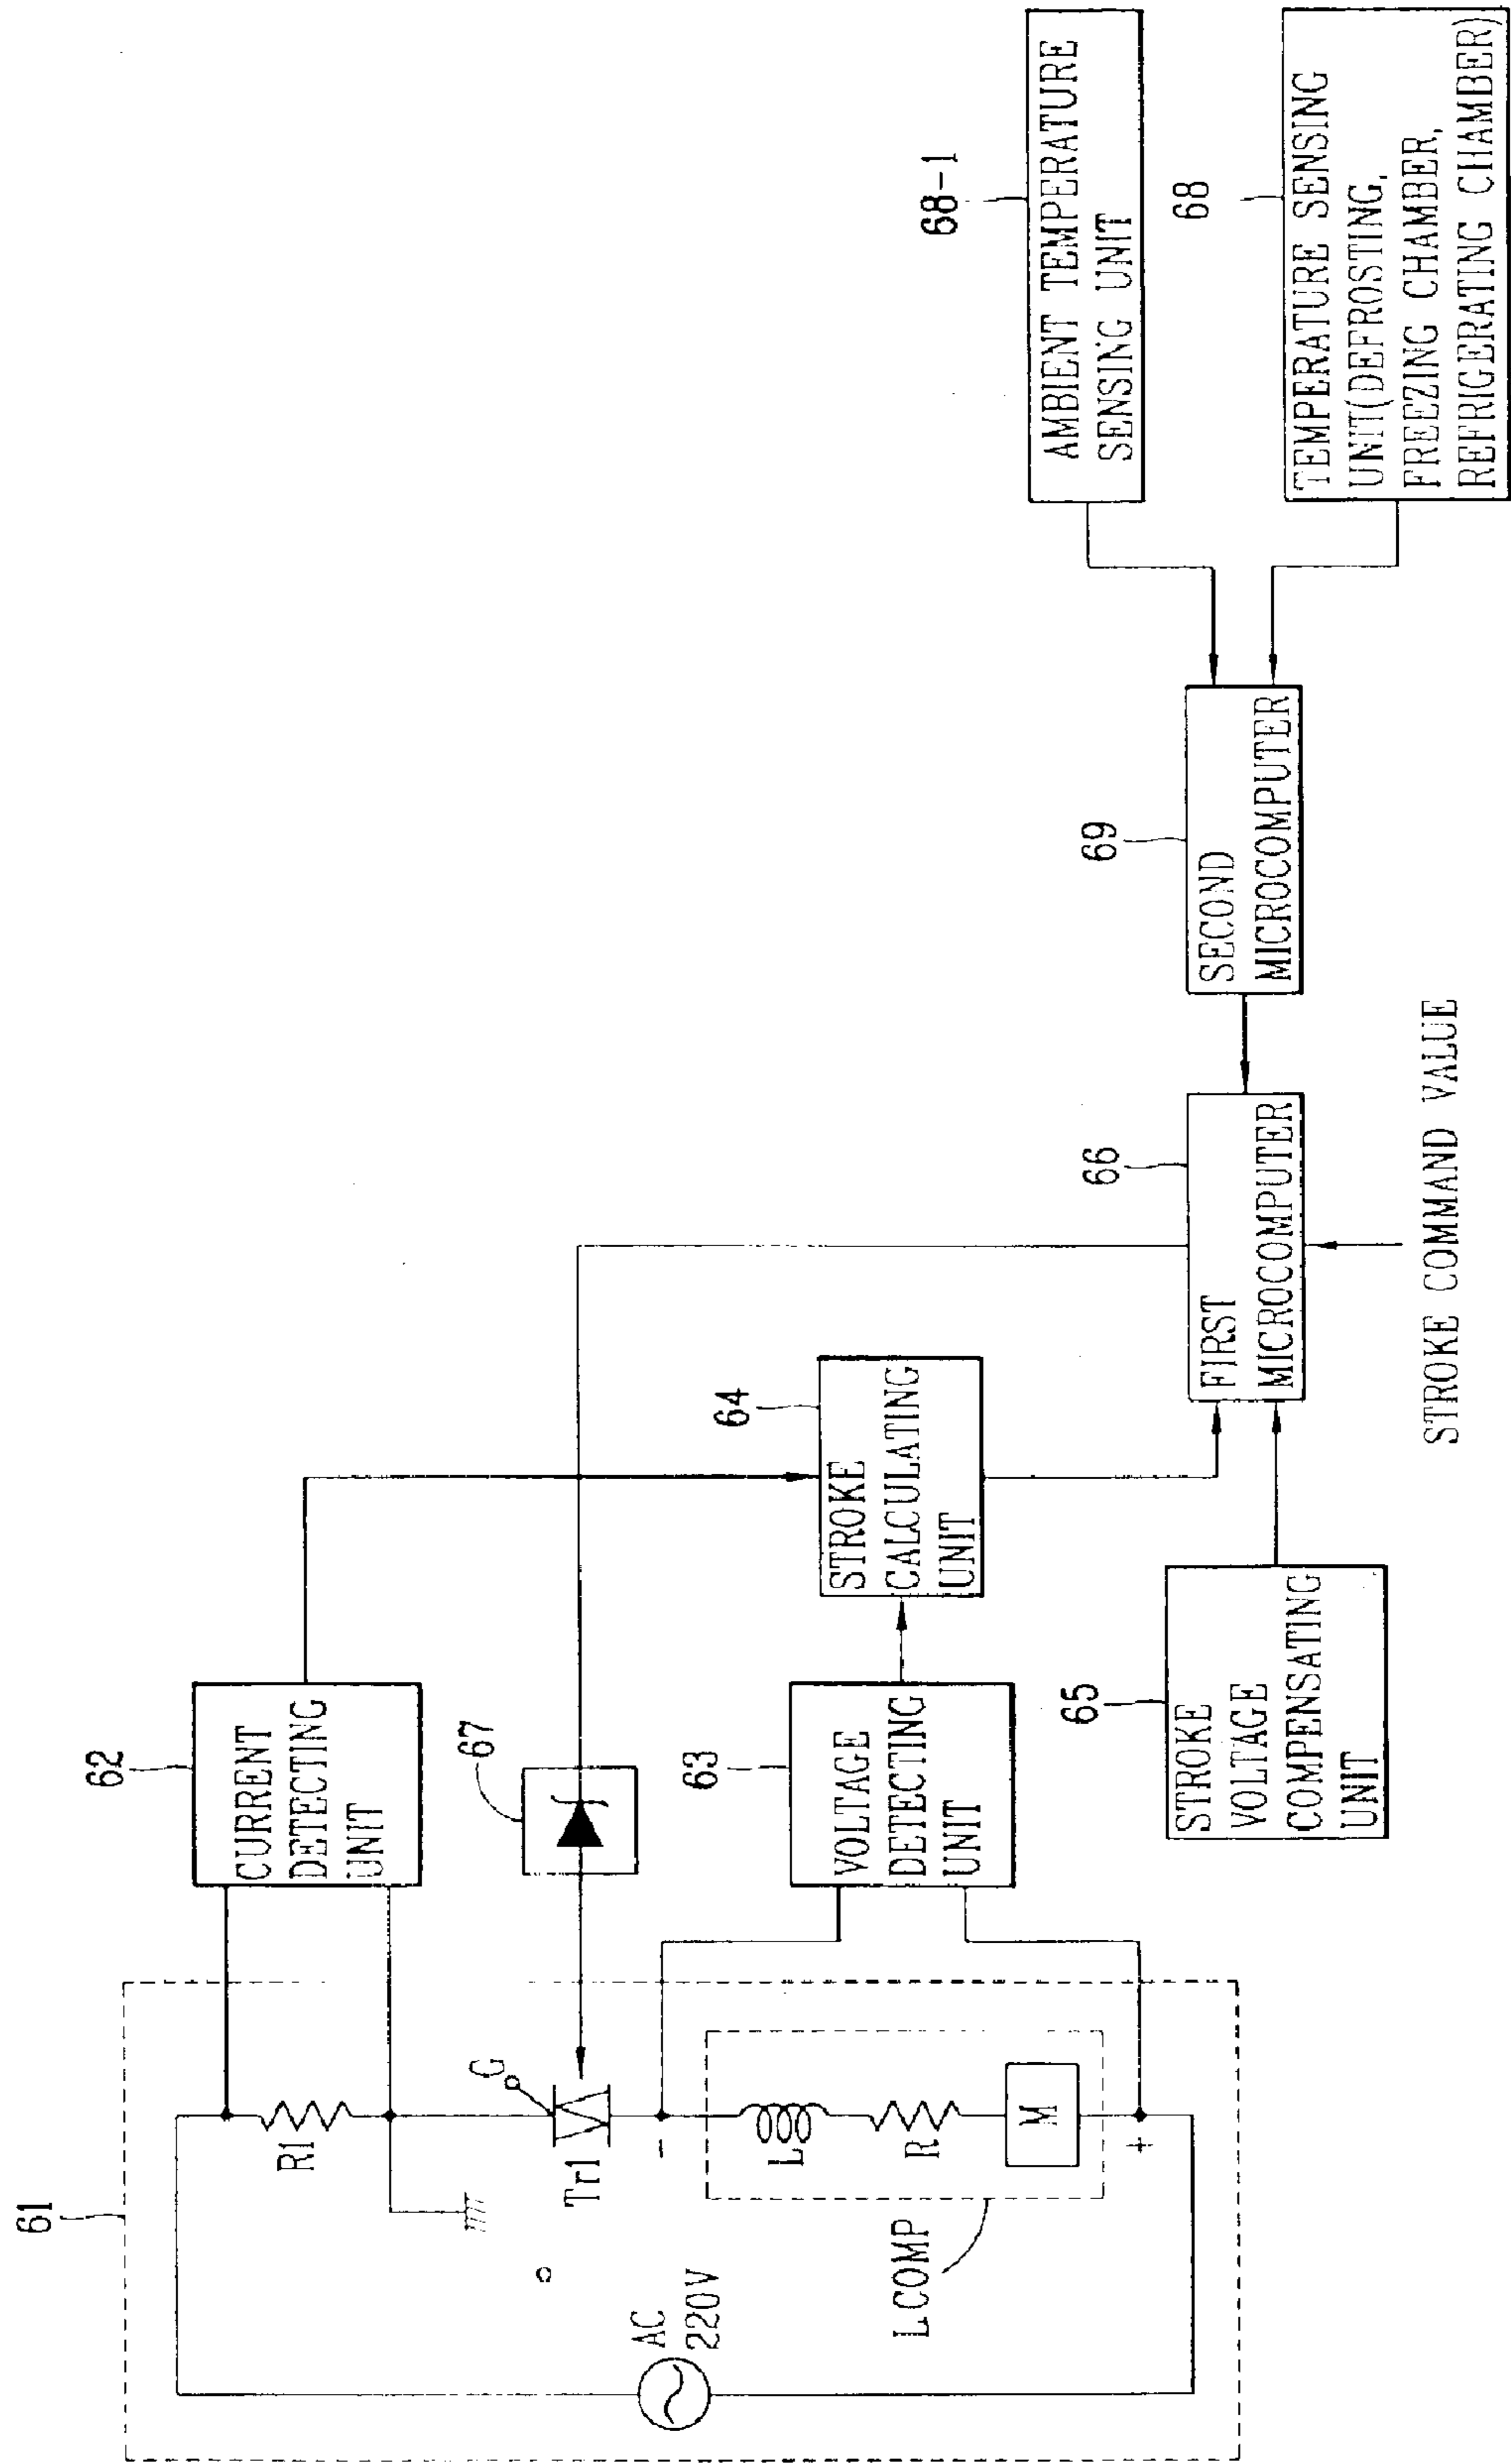 61
AC
220V
R1
G
Tr1
-
L
R
M
+
LCOMP
62
CURRENT
DETECTING
UNIT
67
63
VOLTAGE
DETECTING
UNIT
64
STROKE
CALCULATING
UNIT
65
STROKE
VOLTAGE
COMPENSATING
UNIT
66
FIRST
MICROCOMPUTER
STROKE COMMAND VALUE
69
SECOND
MICROCOMPUTER
68-1
AMBIENT TEMPERATURE
SENSING UNIT
68
TEMPERATURE SENSING
UNIT(DEFROSTING,
FREEZING CHAMBER,
REFRIGERATING CHAMBER)